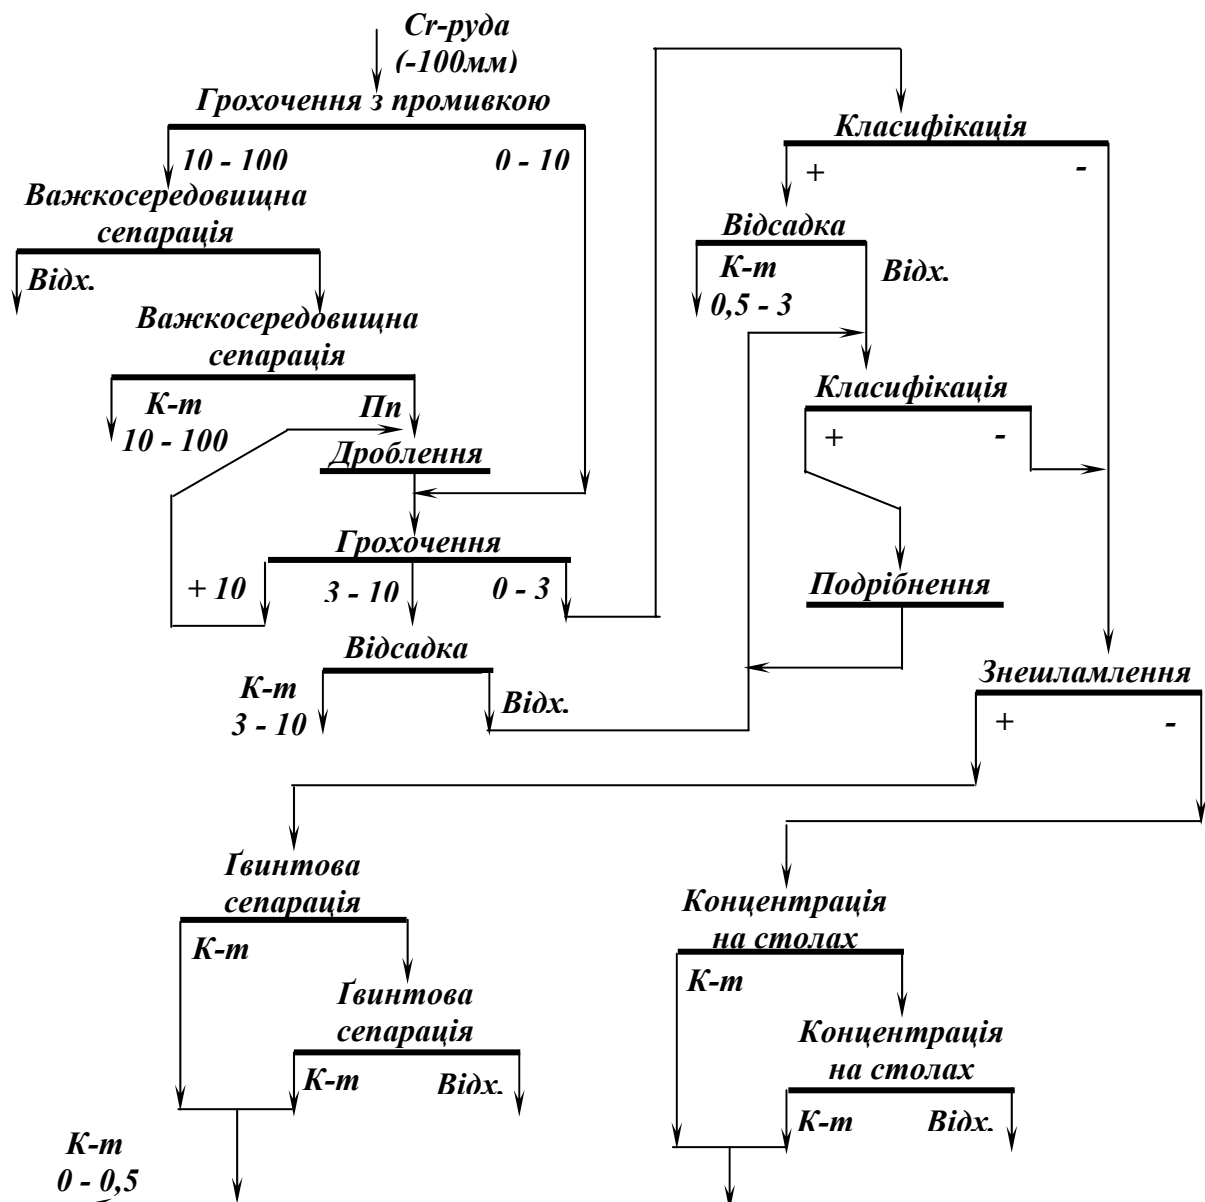 Cr-руда
(-100мм)
Грохочення з промивкою
10 - 100
0 - 10
Важкосередовищна
сепарація
Відх.
Важкосередовищна
сепарація
К-т
10 - 100
Пп
Дроблення
Грохочення
+ 10
3 - 10
0 - 3
Відсадка
К-т
3 - 10
Відх.
Класифікація
+
-
Відсадка
К-т
0,5 - 3
Відх.
Класифікація
+
-
Подрібнення
Знешламлення
+
-
Ґвинтова
сепарація
К-т
Ґвинтова
сепарація
К-т
Відх.
К-т
0 - 0,5
Концентрація
на столах
К-т
Концентрація
на столах
К-т
Відх.